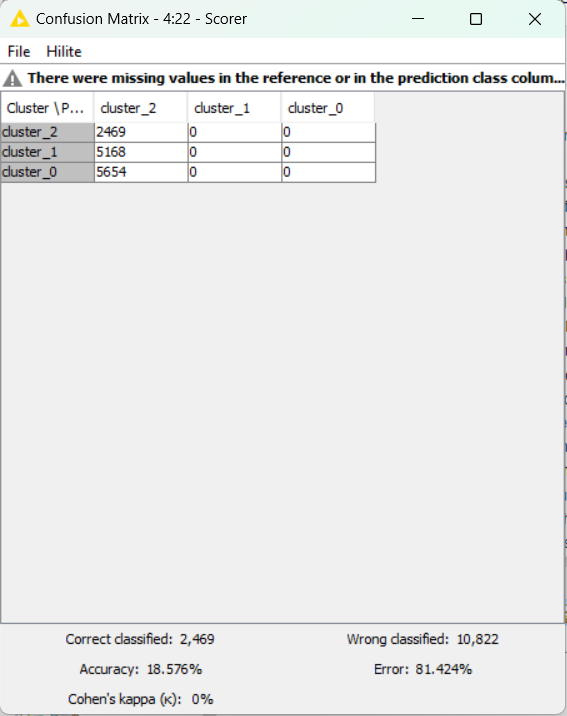 Confusion Matrix - 4:22 - Scorer
File Hilite
There were missing values in the reference or in the prediction class colum...
Cluster \ P... cluster_2 cluster_1 cluster_0
cluster_2 2469 0 0
cluster_1 5168 0 0
cluster_0 5654 0 0
Correct classified: 2,469 Wrong classified: 10,822
Accuracy: 18.576% Error: 81.424%
Cohen's kappa (κ): 0%